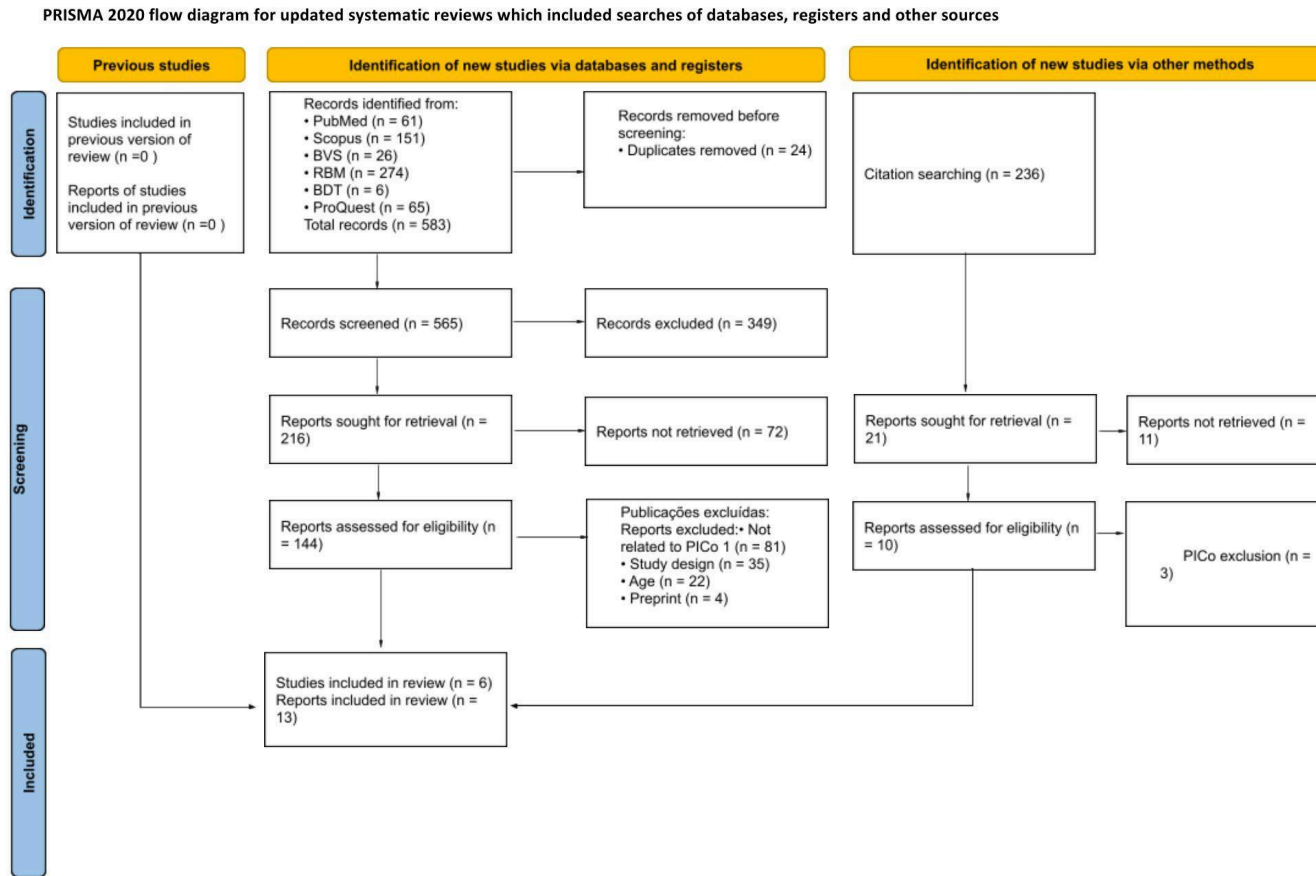 PRISMA 2020 flow diagram for updated systematic reviews which included searches of databases, registers and other sources
Previous studies
Identification of new studies via databases and registers
Identification of new studies via other methods
Identification
Studies included in
previous version of
review (n =0 )
Reports of studies
included in previous
version of review (n =0 )
Records identified from:
• PubMed (n = 61)
• Scopus (n = 151)
• BVS (n = 26)
• RBM (n = 274)
• BDT (n = 6)
• ProQuest (n = 65)
Total records (n = 583)
Records removed before
screening:
• Duplicates removed (n = 24)
Citation searching (n = 236)
Screening
Records screened (n = 565)
Records excluded (n = 349)
Reports sought for retrieval (n =
216)
Reports not retrieved (n = 72)
Reports sought for retrieval (n =
21)
Reports not retrieved (n =
11)
Reports assessed for eligibility (n
= 144)
Publicações excluídas:
Reports excluded:• Not
related to PICo 1 (n = 81)
• Study design (n = 35)
• Age (n = 22)
• Preprint (n = 4)
Reports assessed for eligibility (n
= 10)
PICo exclusion (n =
3)
Included
Studies included in review (n = 6)
Reports included in review (n =
13)